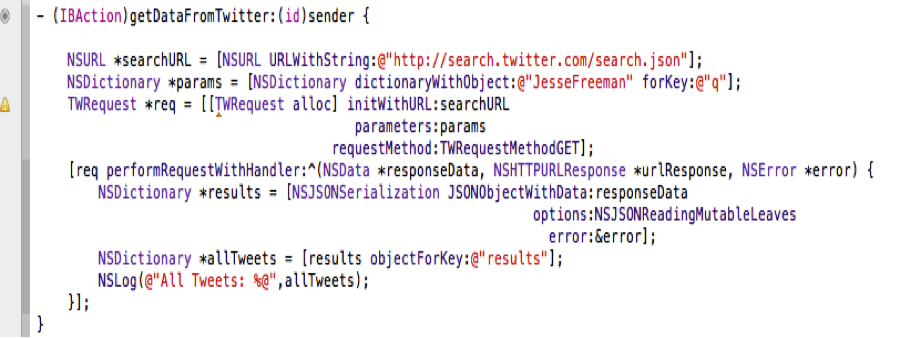 - (IBAction)getDataFromTwitter:(id)sender {
NSURL *searchURL = [NSURL URLWithString:@"http://search.twitter.com/search.json"];
NSDictionary *params = [NSDictionary dictionaryWithObject:@"JesseFreeman" forKey:@"q"];
TWRequest *req = [[TWRequest alloc] initWithURL:searchURL
parameters:params
requestMethod:TWRequestMethodGET];
[req performRequestWithHandler:^(NSData *responseData, NSHTTPURLResponse *urlResponse, NSError *error) {
NSDictionary *results = [NSJSONSerialization JSONObjectWithData:responseData
options:NSJSONReadingMutableLeaves
error:&error];
NSDictionary *allTweets = [results objectForKey:@"results"];
NSLog(@"All Tweets: %@",allTweets);
}];
}